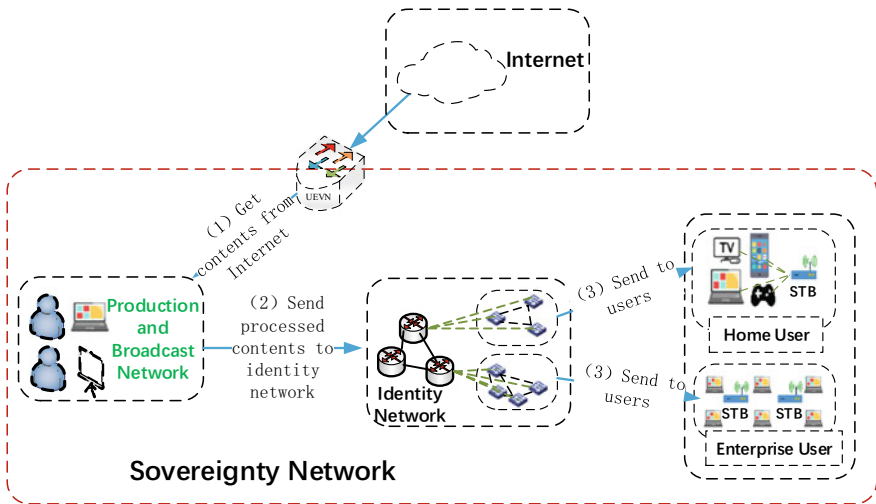 Internet
UEVN
(1) Get
contents from
Internet
Production
and
Broadcast
Network
(2) Send
processed
contents to
identity
network
Identity
Network
(3) Send to
users
(3) Send to
users
TV
STB
Home User
STB
STB
Enterprise User
Sovereignty Network